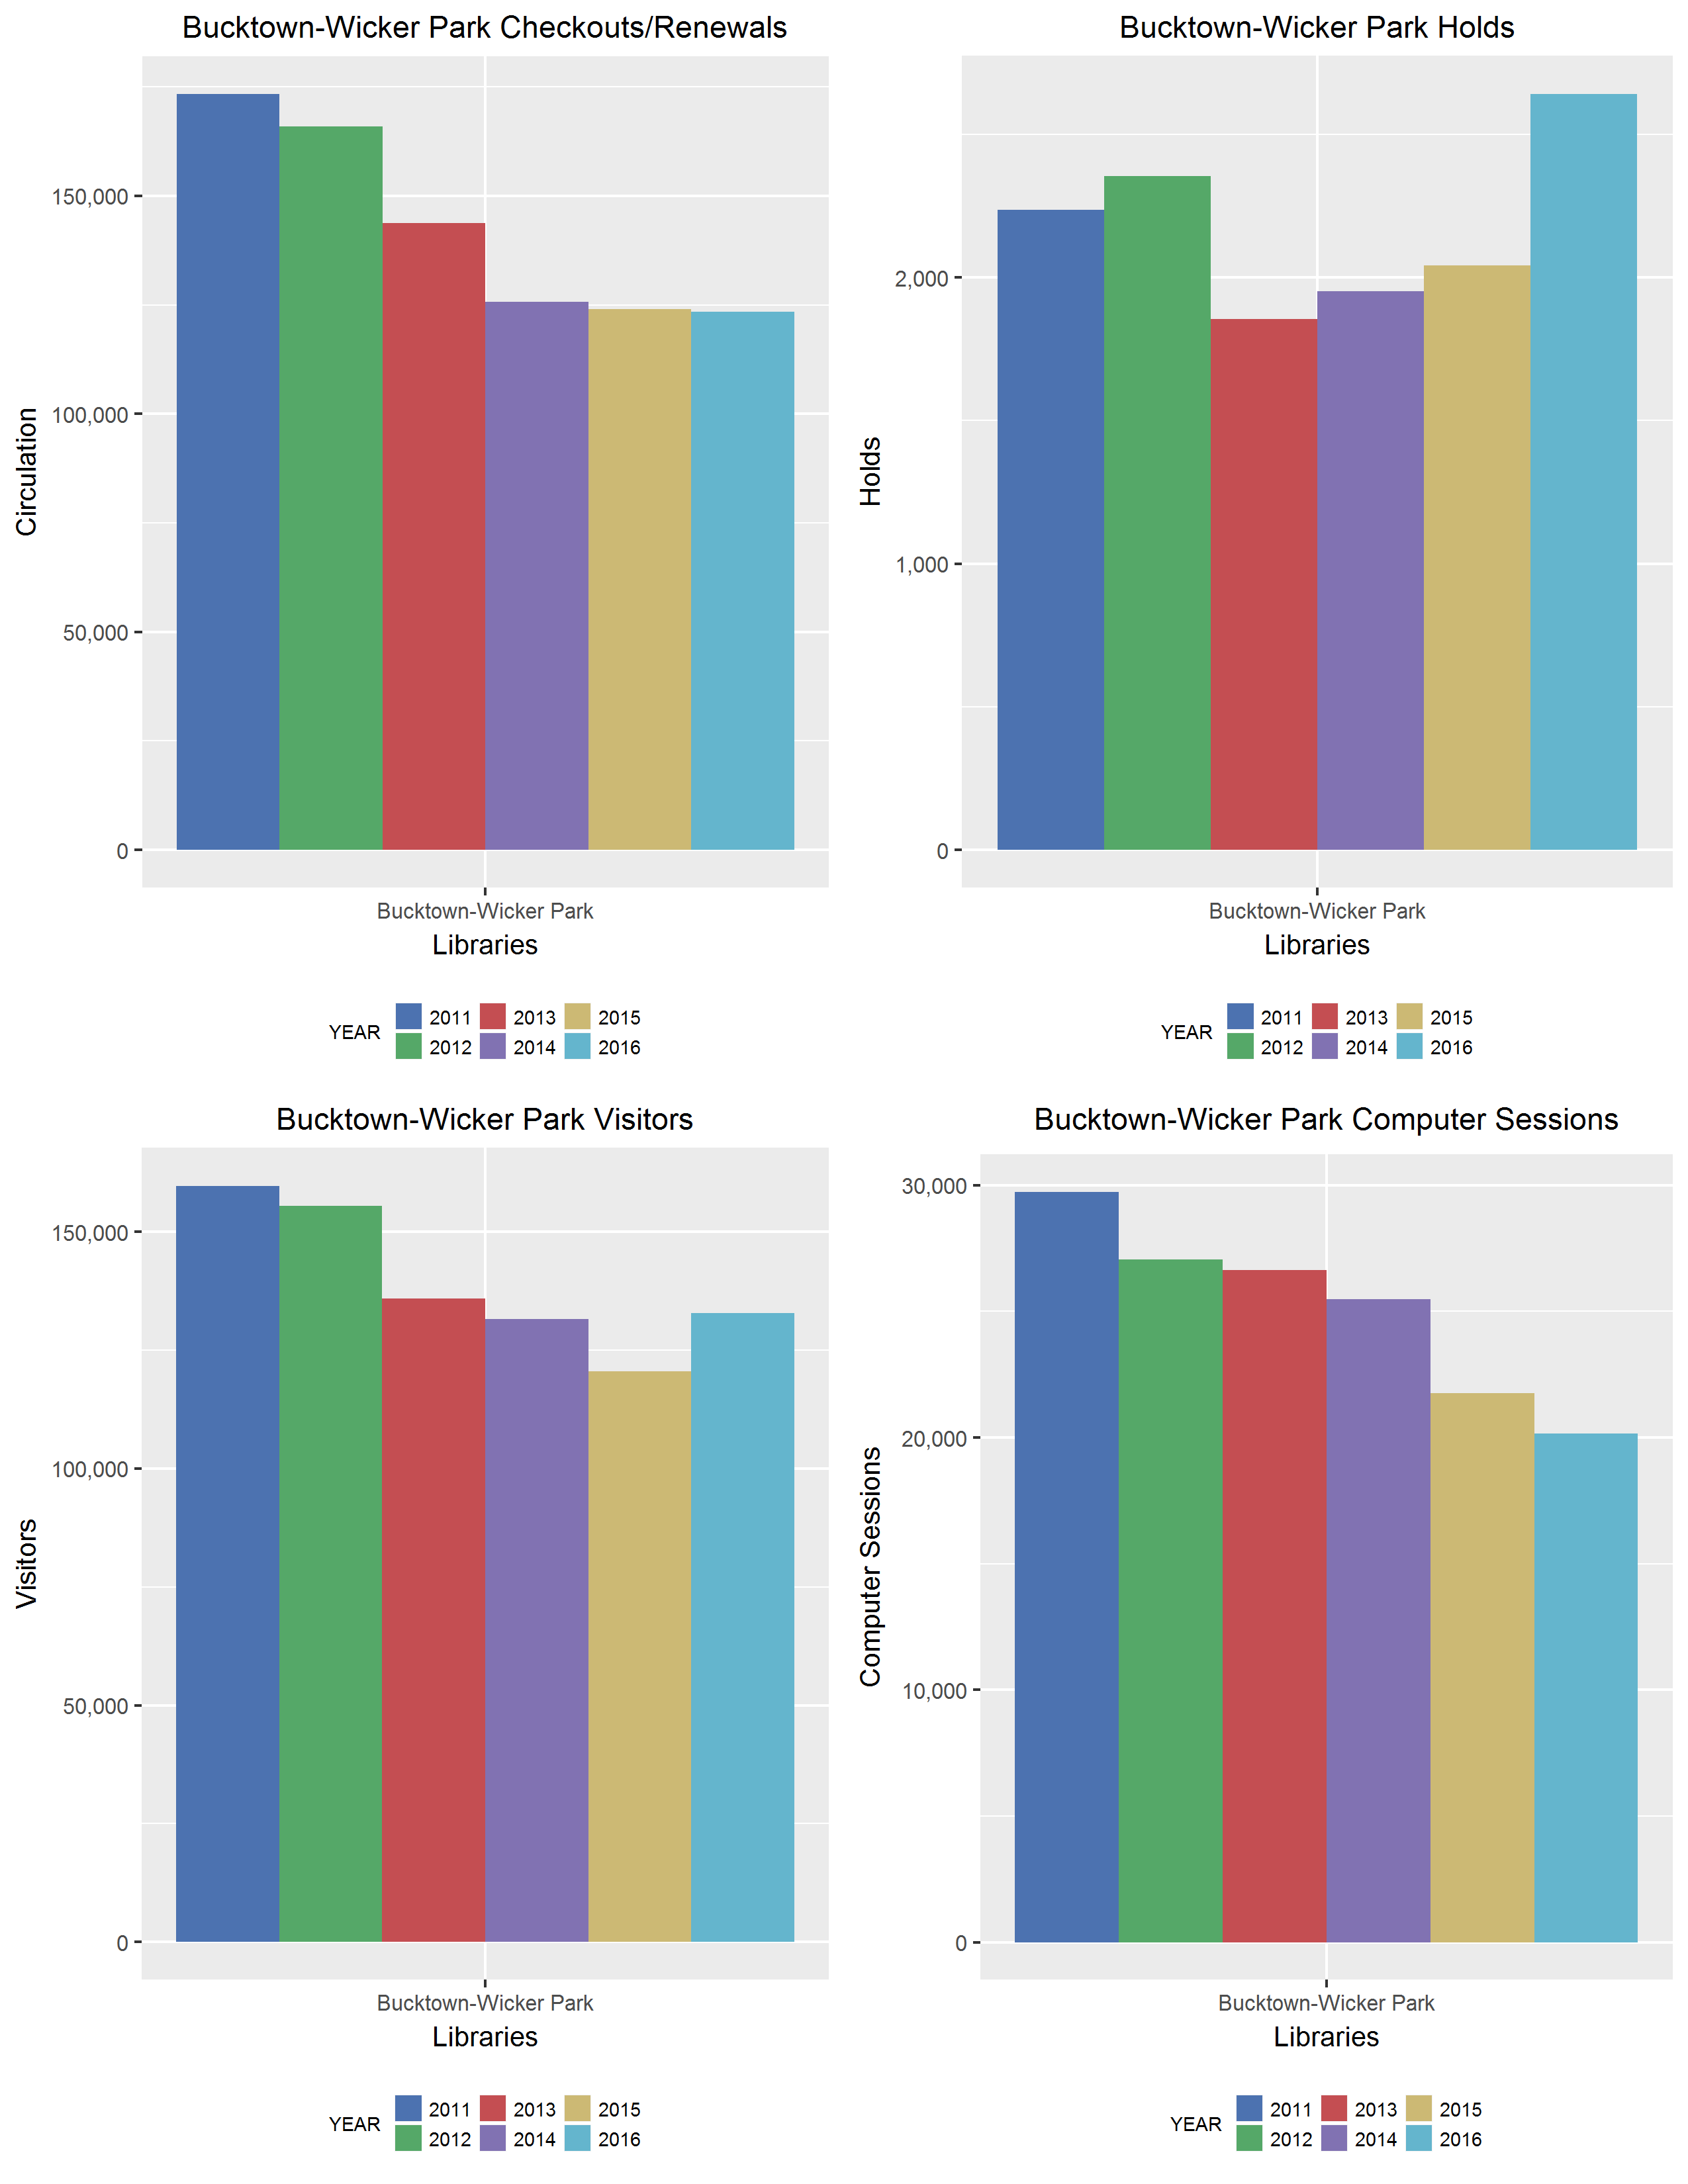 Bucktown-Wicker Park Checkouts/Renewals
Circulation
150,000
100,000
50,000
0
Bucktown-Wicker Park
Libraries
YEAR
2011 2013 2015
2012 2014 2016
Bucktown-Wicker Park Holds
Holds
2,000
1,000
0
Bucktown-Wicker Park
Libraries
YEAR
2011 2013 2015
2012 2014 2016
Bucktown-Wicker Park Visitors
Visitors
150,000
100,000
50,000
0
Bucktown-Wicker Park
Libraries
YEAR
2011 2013 2015
2012 2014 2016
Bucktown-Wicker Park Computer Sessions
Computer Sessions
30,000
20,000
10,000
0
Bucktown-Wicker Park
Libraries
YEAR
2011 2013 2015
2012 2014 2016